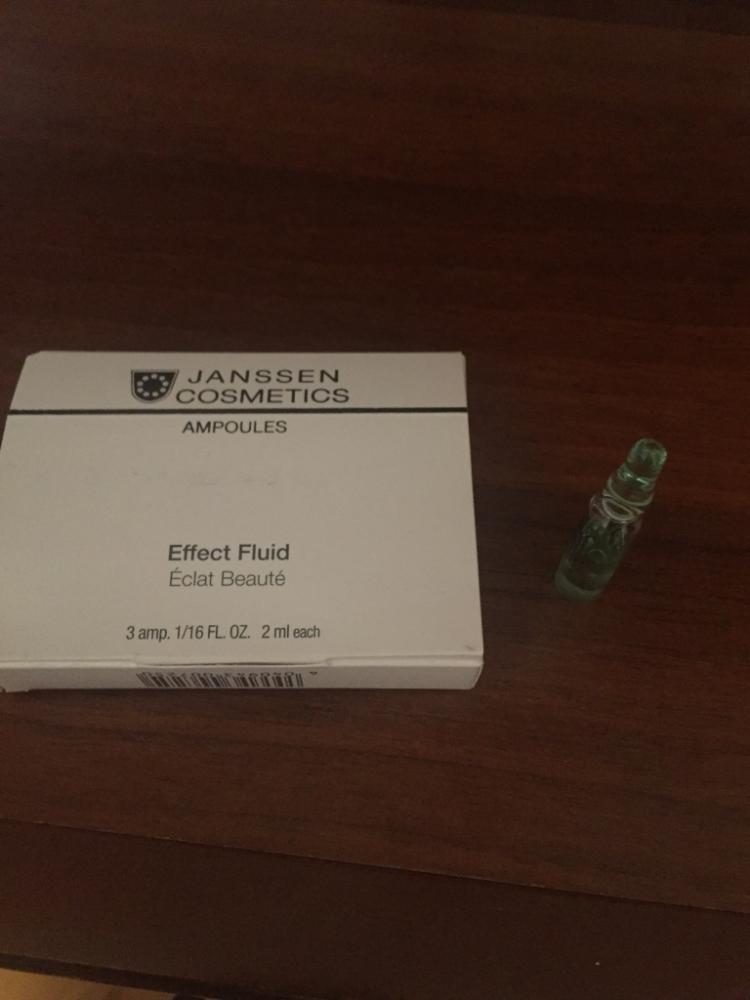 JANSSEN
COSMETICS
AMPOULES
Effect Fluid
Éclat Beauté
3 amp. 1/16 FL. OZ. 2 ml each